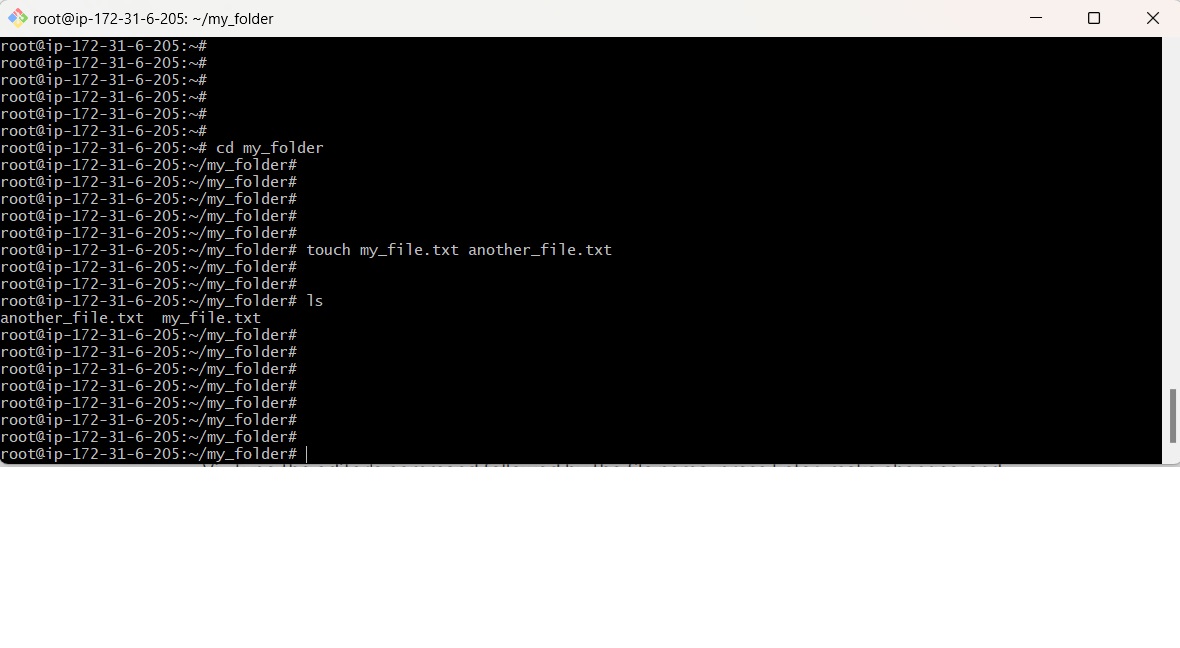 root@ip-172-31-6-205: ~/my_folder
root@ip-172-31-6-205:~#
root@ip-172-31-6-205:~#
root@ip-172-31-6-205:~#
root@ip-172-31-6-205:~#
root@ip-172-31-6-205:~#
root@ip-172-31-6-205:~#
root@ip-172-31-6-205:~# cd my_folder
root@ip-172-31-6-205:~/my_folder#
root@ip-172-31-6-205:~/my_folder#
root@ip-172-31-6-205:~/my_folder#
root@ip-172-31-6-205:~/my_folder#
root@ip-172-31-6-205:~/my_folder#
root@ip-172-31-6-205:~/my_folder# touch my_file.txt another_file.txt
root@ip-172-31-6-205:~/my_folder#
root@ip-172-31-6-205:~/my_folder#
root@ip-172-31-6-205:~/my_folder# ls
another_file.txt  my_file.txt
root@ip-172-31-6-205:~/my_folder#
root@ip-172-31-6-205:~/my_folder#
root@ip-172-31-6-205:~/my_folder#
root@ip-172-31-6-205:~/my_folder#
root@ip-172-31-6-205:~/my_folder#
root@ip-172-31-6-205:~/my_folder#
root@ip-172-31-6-205:~/my_folder#
root@ip-172-31-6-205:~/my_folder#